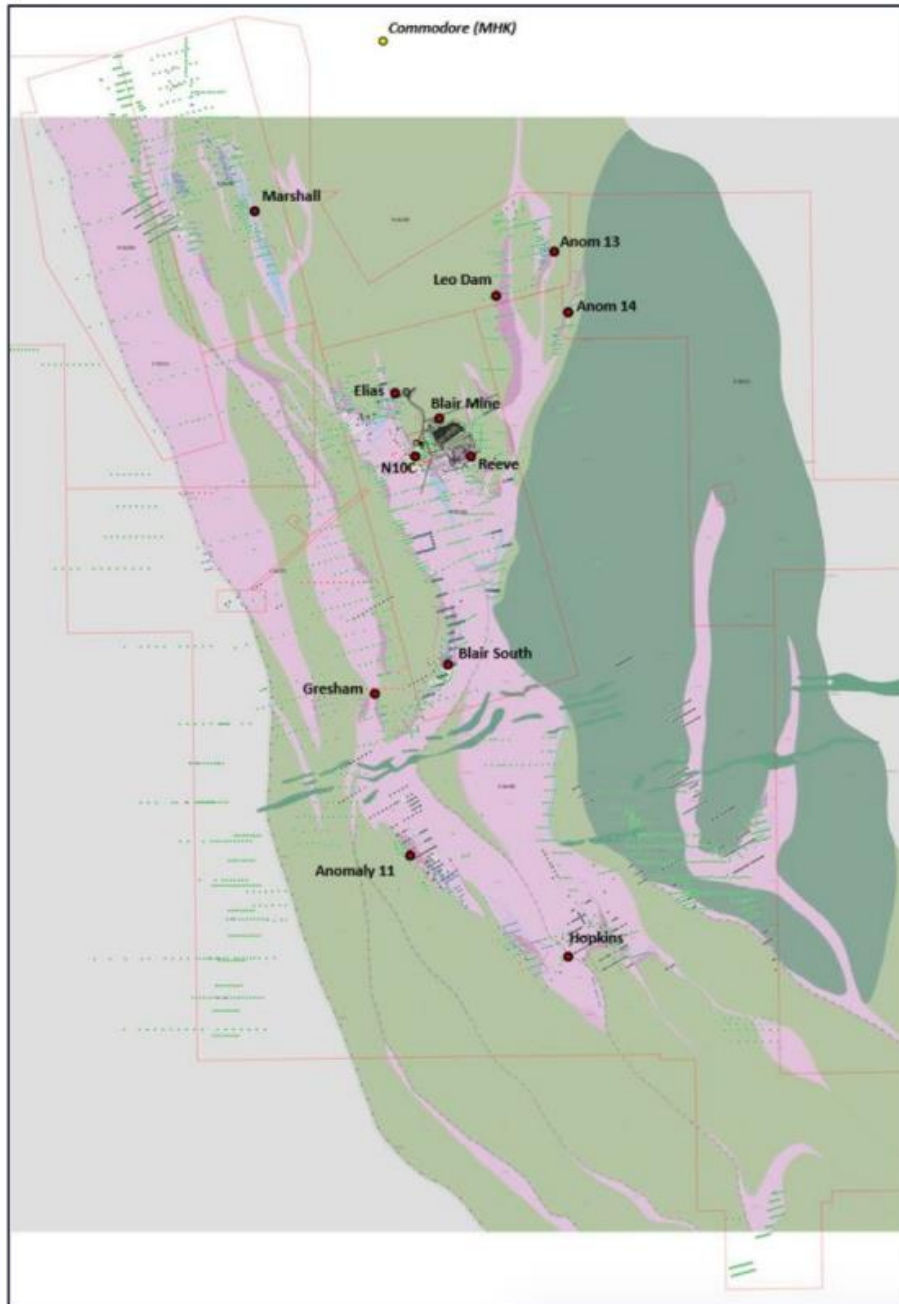 Commodore (MHK)
Marshall
Anom 13
Leo Dam
Anom 14
Elias
Blair Mine
N10C
Reeve
Blair South
Gresham
Anomaly 11
Hopkins